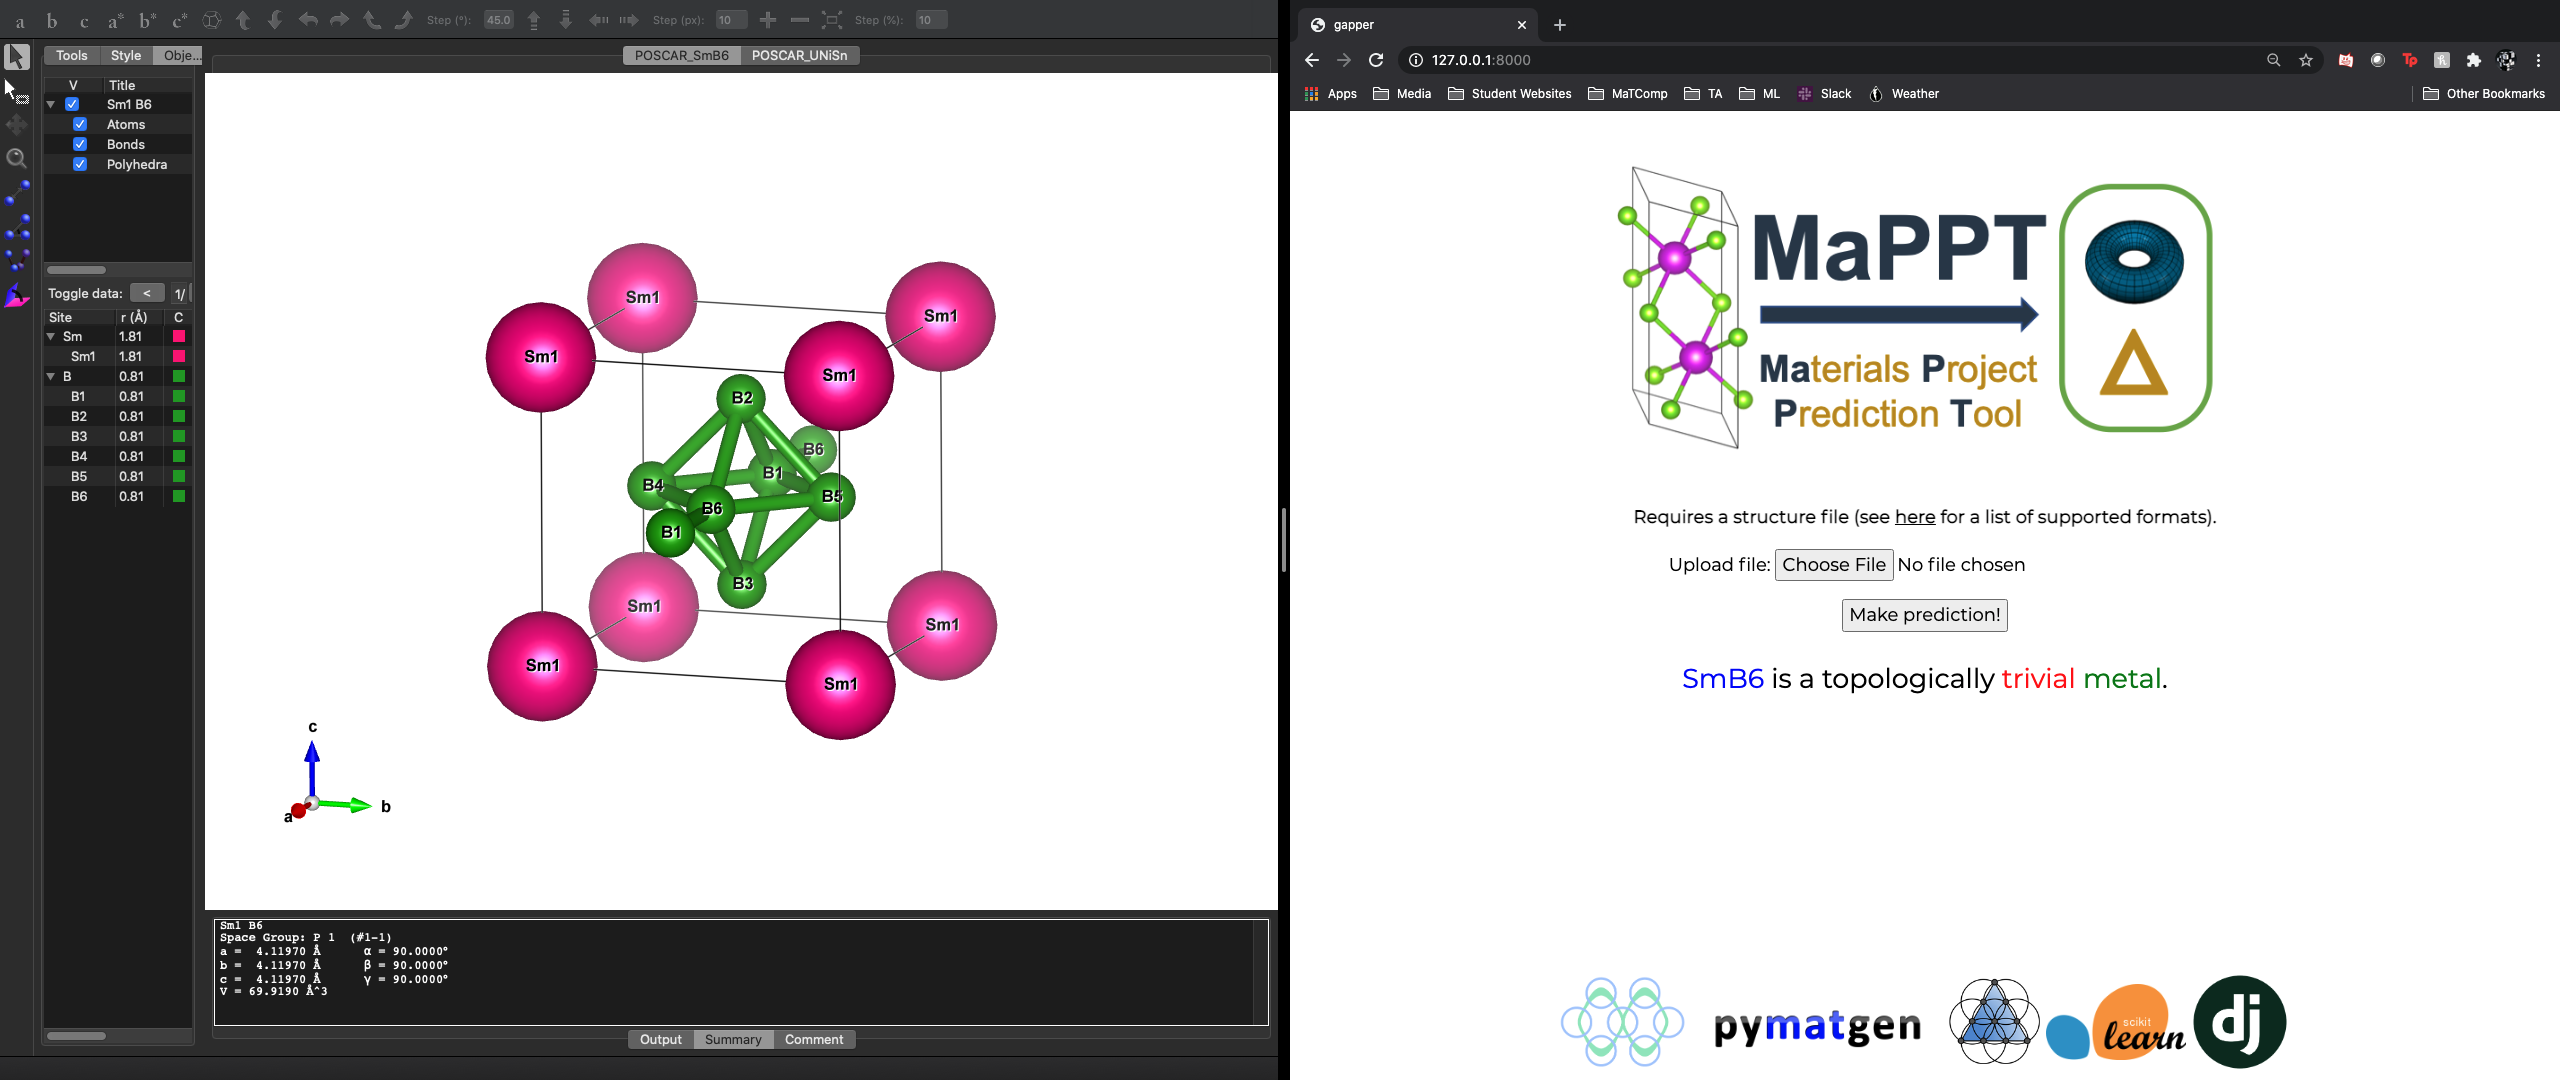 a b c a* b* c* Step (°): 45.0 Step (px): 10 Step (%): 10
Tools Style Obje...
POSCAR_SmB6 POSCAR_UNiSn
V Title
Sm1 B6
Atoms
Bonds
Polyhedra
Toggle data: < 1/
Site r (Å) C
Sm 1.81
Sm1 1.81
B 0.81
B1 0.81
B2 0.81
B3 0.81
B4 0.81
B5 0.81
B6 0.81
Sm1
Sm1
Sm1
Sm1
B2
B6
B1
B4
B5
B6
B1
B3
Sm1
Sm1
Sm1
Sm1
c
b
a
Sm1 B6
Space Group: P 1 (#1-1)
a = 4.11970 Å α = 90.0000°
b = 4.11970 Å β = 90.0000°
c = 4.11970 Å γ = 90.0000°
V = 69.9190 Å^3
Output Summary Comment
gapper
127.0.0.1:8000
Apps Media Student Websites MaTComp TA ML Slack Weather Other Bookmarks
MaPPT
Materials Project
Prediction Tool
Requires a structure file (see here for a list of supported formats).
Upload file: Choose File No file chosen
Make prediction!
SmB6 is a topologically trivial metal.
pymatgen
scikit
learn
dj